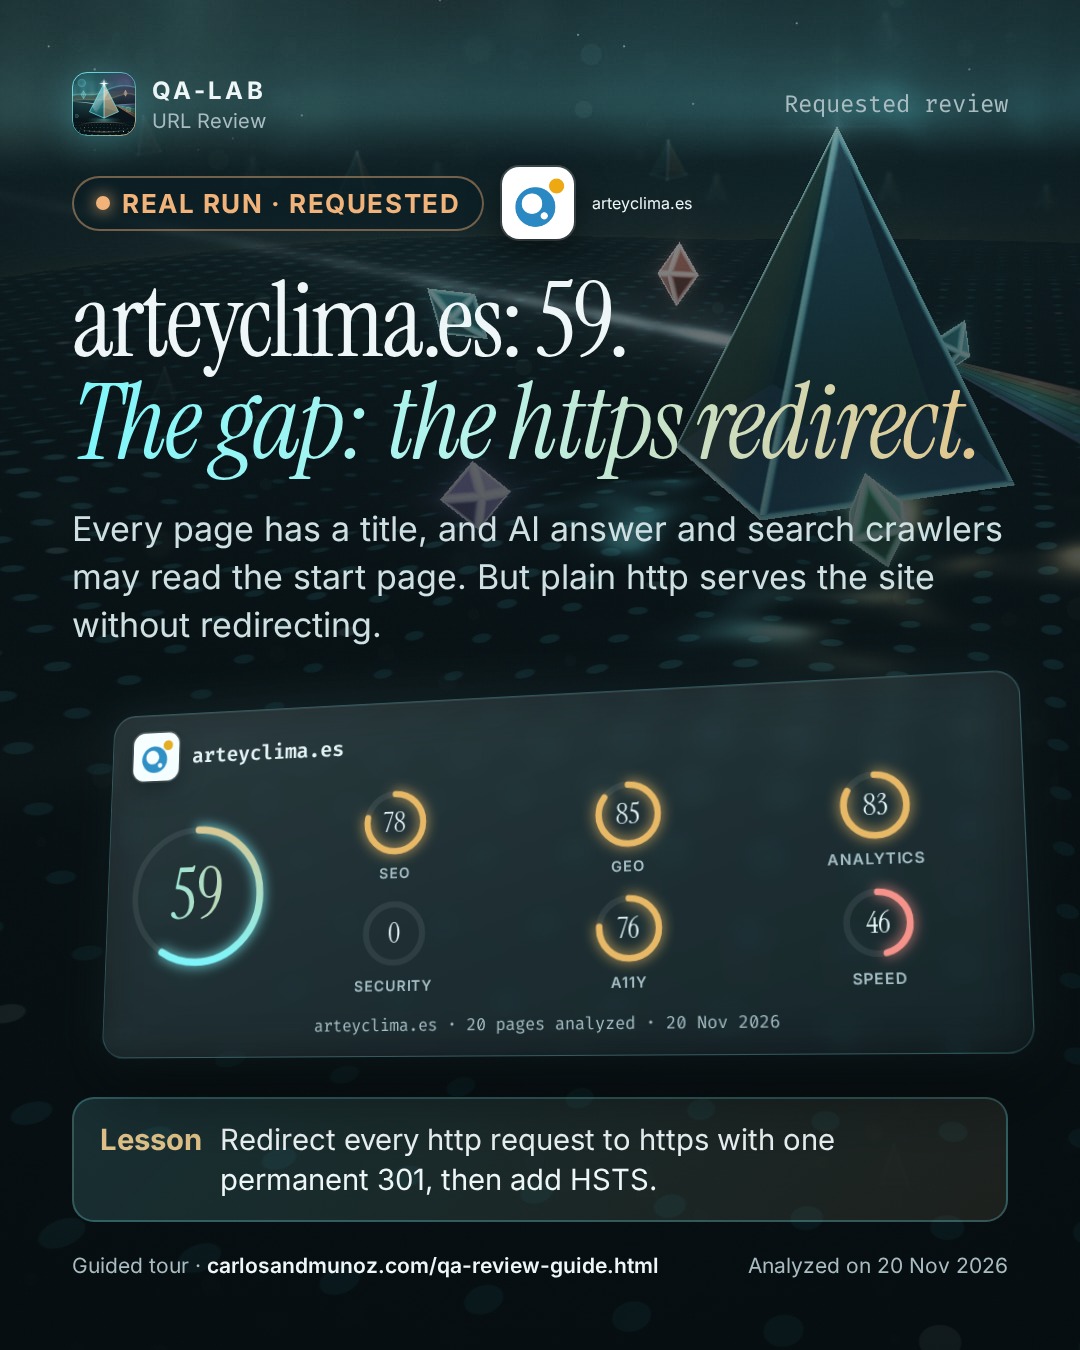 QA-LAB
URL Review
Requested review
REAL RUN · REQUESTED
arteyclima.es
arteyclima.es: 59.
The gap: the https redirect.
Every page has a title, and AI answer and search crawlers
may read the start page. But plain http serves the site
without redirecting.
arteyclima.es
59
78
SEO
85
GEO
83
ANALYTICS
0
SECURITY
76
A11Y
46
SPEED
arteyclima.es · 20 pages analyzed · 20 Nov 2026
Lesson
Redirect every http request to https with one
permanent 301, then add HSTS.
Guided tour · carlosandmunoz.com/qa-review-guide.html
Analyzed on 20 Nov 2026